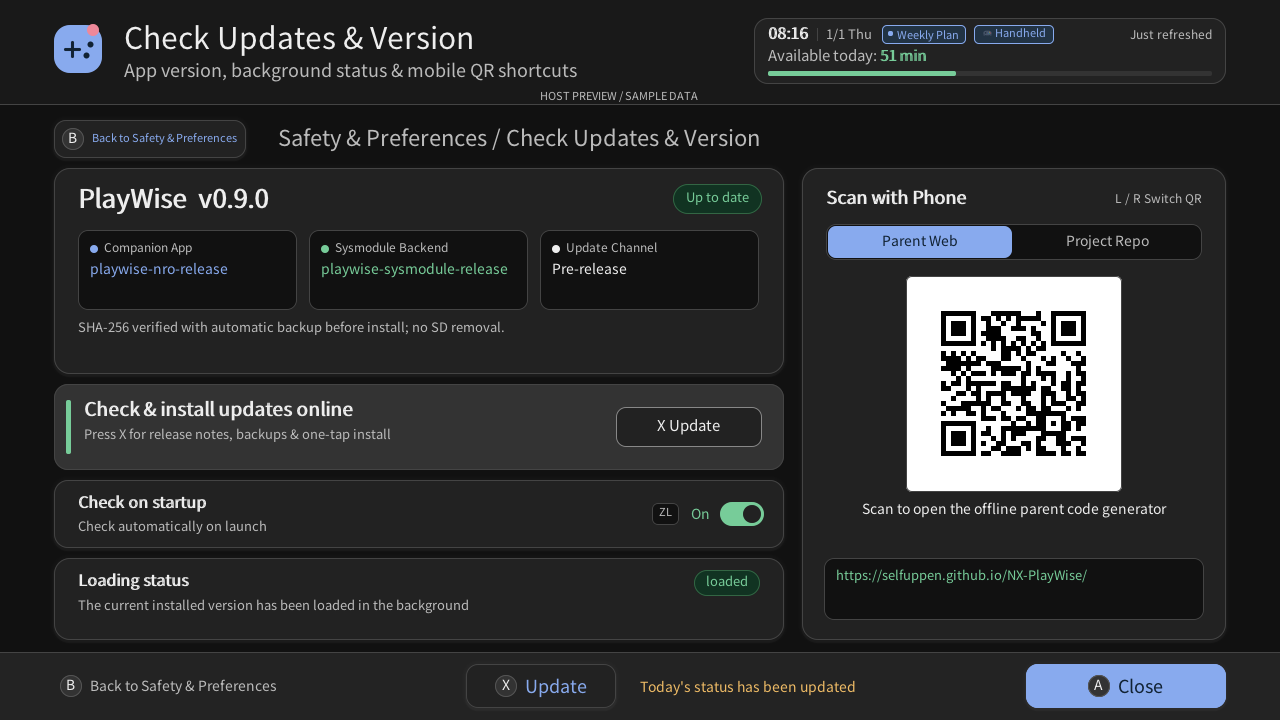 Check Updates & Version
App version, background status & mobile QR shortcuts
08:16 | 1/1 Thu Weekly Plan Handheld Just refreshed
Available today: 51 min
HOST PREVIEW / SAMPLE DATA
B Back to Safety & Preferences
Safety & Preferences / Check Updates & Version
PlayWise v0.9.0
Up to date
Companion App
playwise-nro-release
Sysmodule Backend
playwise-sysmodule-release
Update Channel
Pre-release
SHA-256 verified with automatic backup before install; no SD removal.
Check & install updates online
Press X for release notes, backups & one-tap install
X Update
Check on startup
Check automatically on launch
ZL On
Loading status
The current installed version has been loaded in the background
loaded
Scan with Phone
L / R Switch QR
Parent Web
Project Repo
Scan to open the offline parent code generator
https://selfuppen.github.io/NX-PlayWise/
B Back to Safety & Preferences
X Update
Today's status has been updated
A Close